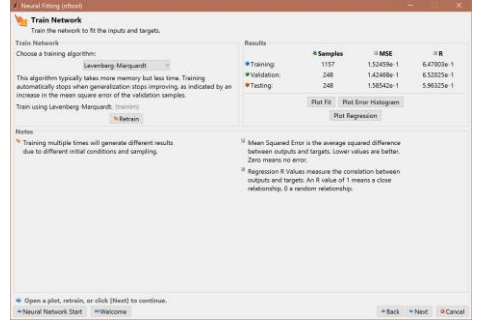 Neural Fitting (nftool)
Train Network
Train the network to fit the inputs and targets.
Train Network
Choose a training algorithm:
Levenberg-Marquardt
This algorithm typically takes more memory but less time. Training
automatically stops when generalization stops improving, as indicated by an
increase in the mean square error of the validation samples.
Train using Levenberg-Marquardt. (trainlm)
Retrain
Results
Samples MSE R
Training: 1157 1.52459e-1 6.47003e-1
Validation: 248 1.42468e-1 6.52025e-1
Testing: 248 1.58542e-1 5.96325e-1
Plot Fit Plot Error Histogram
Plot Regression
Notes
Training multiple times will generate different results
due to different initial conditions and sampling.
Mean Squared Error is the average squared difference
between outputs and targets. Lower values are better.
Zero means no error.
Regression R Values measure the correlation between
outputs and targets. An R value of 1 means a close
relationship, 0 a random relationship.
Open a plot, retrain, or click [Next] to continue.
Neural Network Start Welcome Back Next Cancel